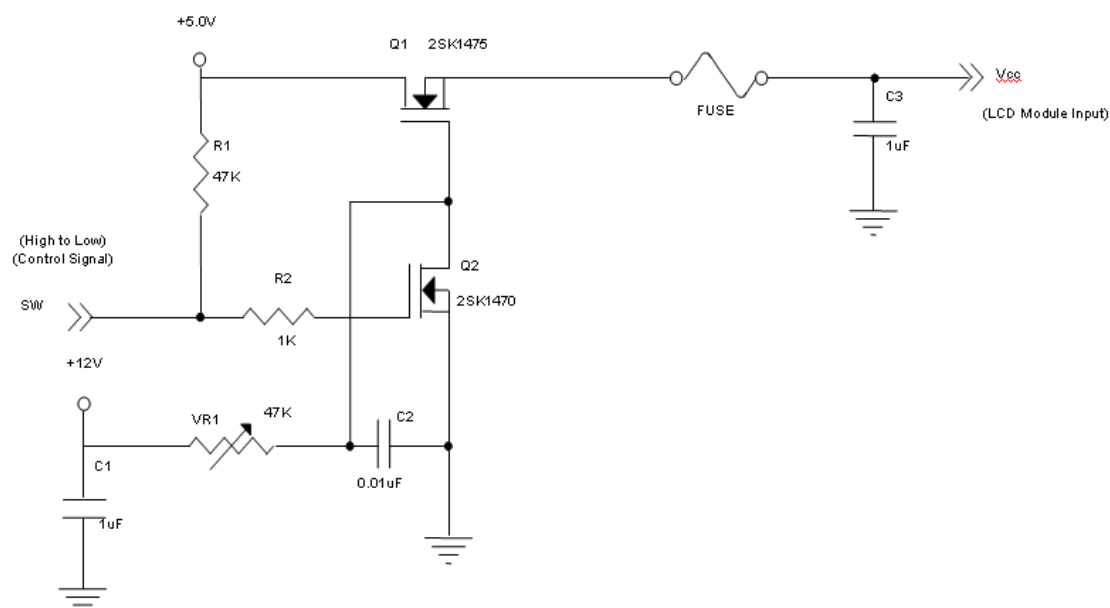 +5.0V
Q1 2SK1475
Vcc
C3
FUSE
(LCD Module Input)
R1
1uF
47K
(High to Low)
(Control Signal)
Q2
R2
2SK1470
SW
1K
+12V
VR1
47K
C2
C1
0.01uF
1uF